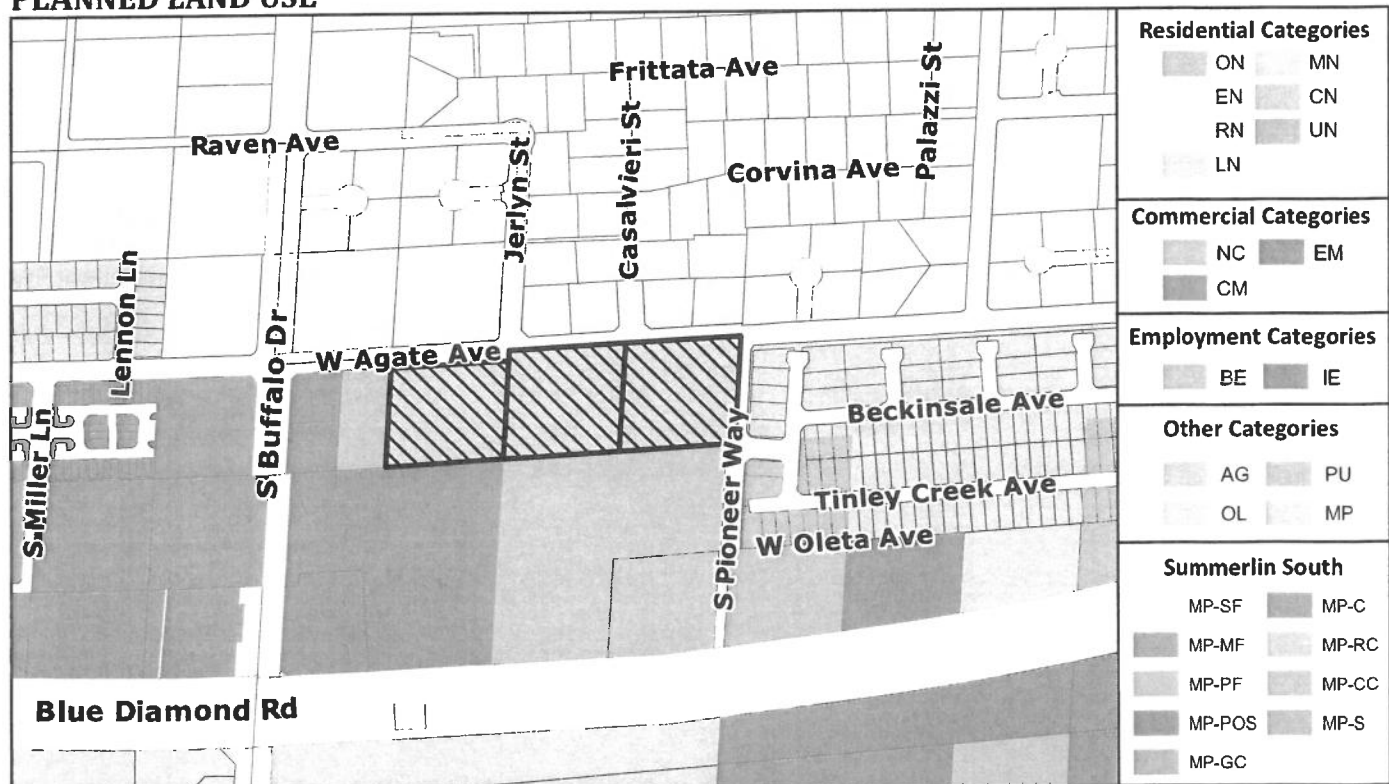 PLANNED LAND USE
Frittata Ave
Palazzi St
Raven Ave
Jerlyn St
Casalvieri St
Corvina Ave
Lennon Ln
S Buffalo Dr
W Agate Ave
S Miller Ln
Beckinsale Ave
S Pioneer Way
Tinley Creek Ave
W Oleta Ave
Blue Diamond Rd
Residential Categories
ON MN
EN CN
RN UN
LN
Commercial Categories
NC EM
CM
Employment Categories
BE IE
Other Categories
AG PU
OL MP
Summerlin South
MP-SF MP-C
MP-MF MP-RC
MP-PF MP-CC
MP-POS MP-S
MP-GC